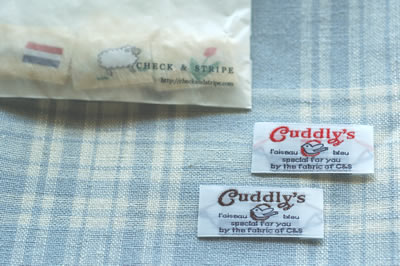 CHECK & STRIPE
http://checkandstripe.com
Cuddly's
l'oiseau bleu
special for you
by the fabric of C&S
Cuddly's
l'oiseau bleu
special for you
by the fabric of C&S